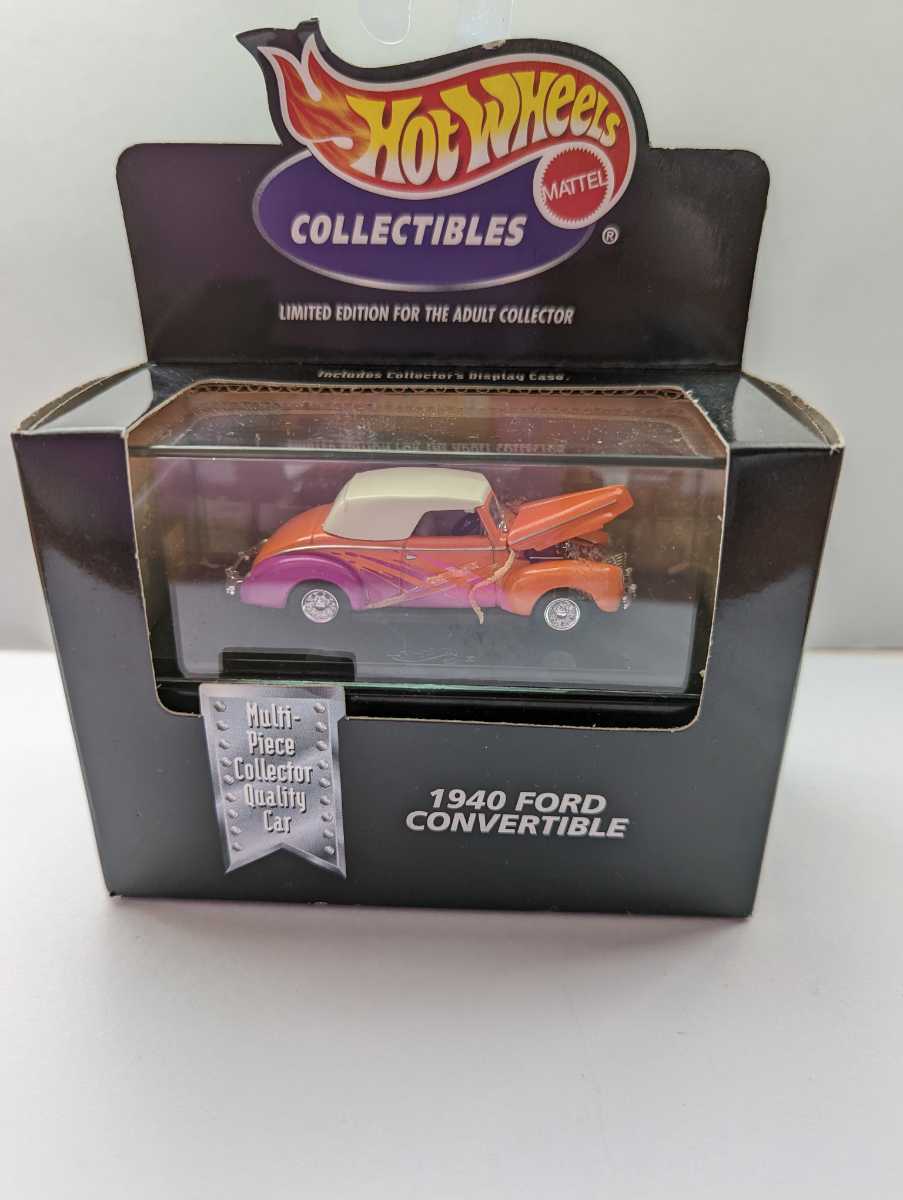 Hot Wheels
MATTEL
COLLECTIBLES
®
LIMITED EDITION FOR THE ADULT COLLECTOR
Includes Collector's Display Case.
Multi-
Piece
Collector
Quality
Car
1940 FORD
CONVERTIBLE